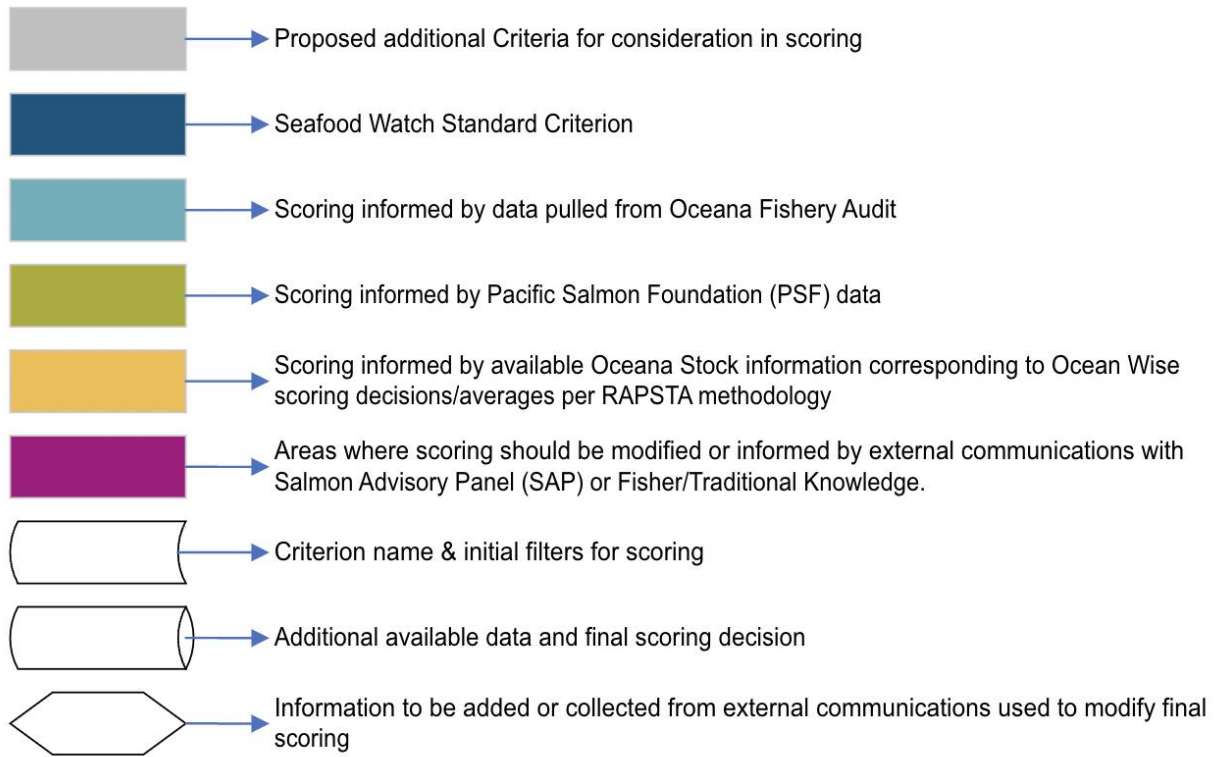 Proposed additional Criteria for consideration in scoring
Seafood Watch Standard Criterion
Scoring informed by data pulled from Oceana Fishery Audit
Scoring informed by Pacific Salmon Foundation (PSF) data
Scoring informed by available Oceana Stock information corresponding to Ocean Wise
scoring decisions/averages per RAPSTA methodology
Areas where scoring should be modified or informed by external communications with
Salmon Advisory Panel (SAP) or Fisher/Traditional Knowledge.
Criterion name & initial filters for scoring
Additional available data and final scoring decision
Information to be added or collected from external communications used to modify final
scoring